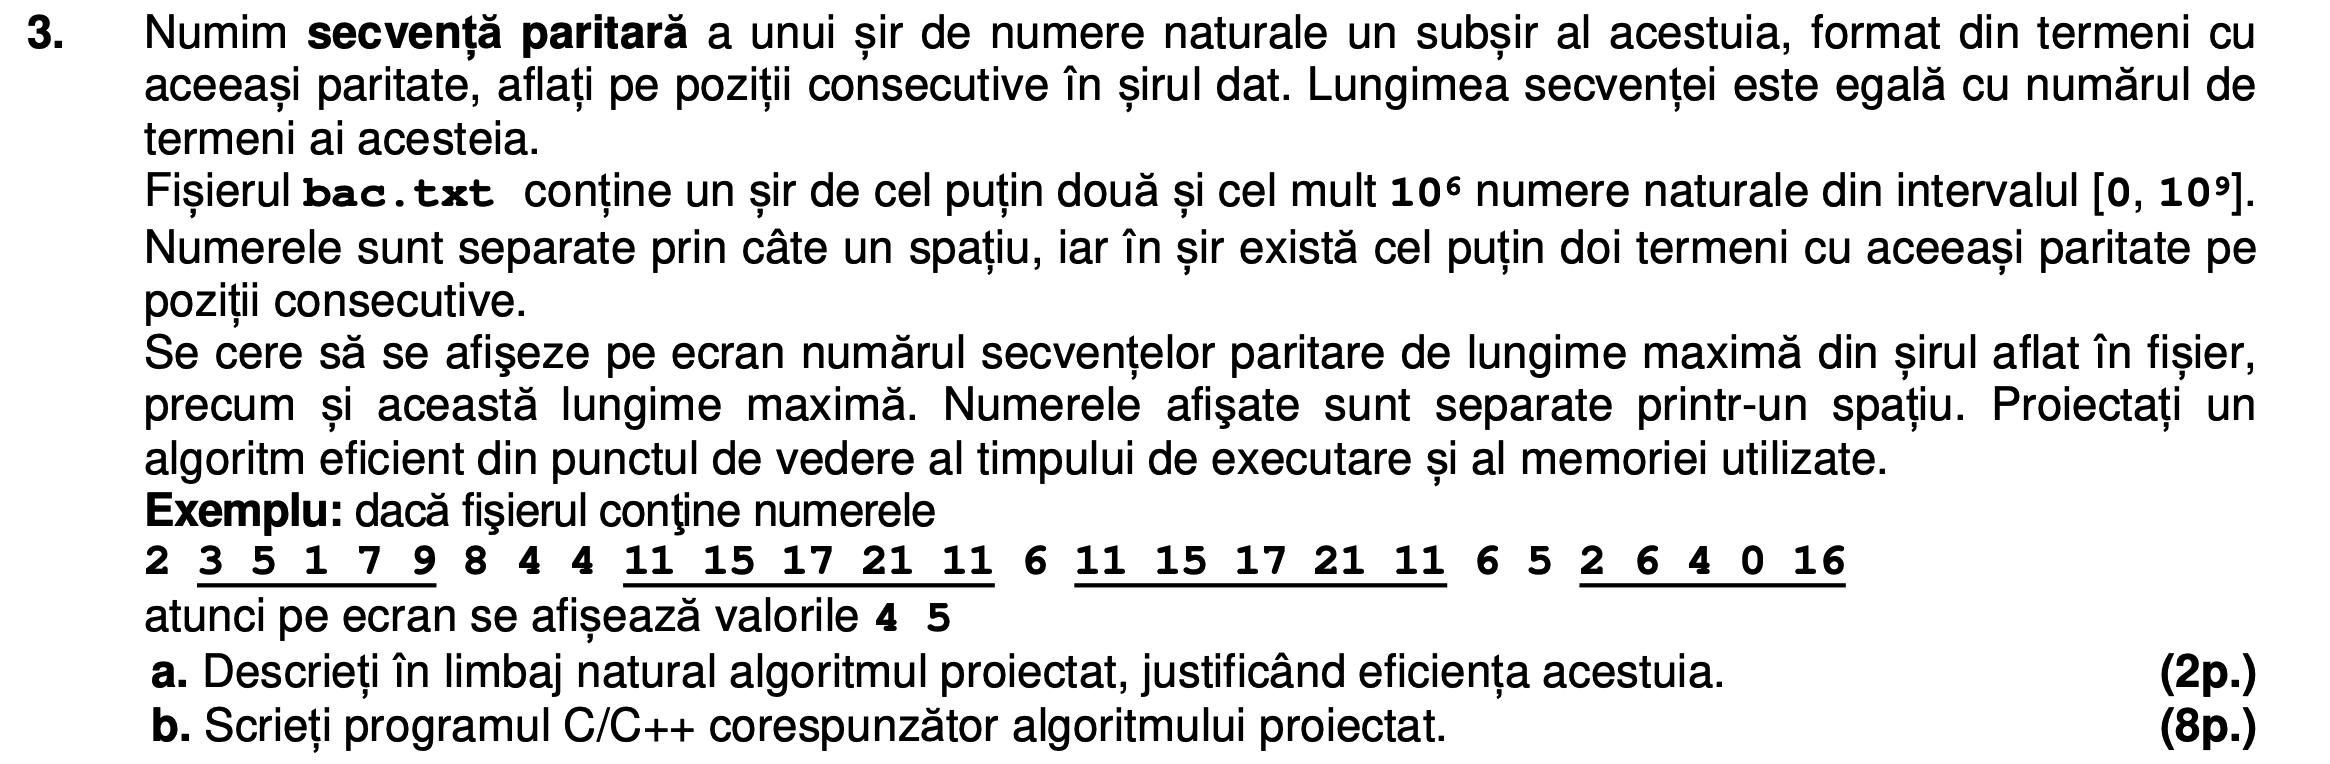 3. Numim secvență paritară a unui șir de numere naturale un subșir al acestuia, format din termeni cu
aceeași paritate, aflați pe poziții consecutive în șirul dat. Lungimea secvenței este egală cu numărul de
termeni ai acesteia.
Fișierul bac.txt conține un șir de cel puțin două și cel mult 10⁶ numere naturale din intervalul [0, 10⁹].
Numerele sunt separate prin câte un spațiu, iar în șir există cel puțin doi termeni cu aceeași paritate pe
poziții consecutive.
Se cere să se afişeze pe ecran numărul secvențelor paritare de lungime maximă din șirul aflat în fișier,
precum și această lungime maximă. Numerele afişate sunt separate printr-un spațiu. Proiectați un
algoritm eficient din punctul de vedere al timpului de executare și al memoriei utilizate.
Exemplu: dacă fişierul conţine numerele
2 3 5 1 7 9 8 4 4 11 15 17 21 11 6 11 15 17 21 11 6 5 2 6 4 0 16
atunci pe ecran se afișează valorile 4 5
a. Descrieți în limbaj natural algoritmul proiectat, justificând eficiența acestuia. (2p.)
b. Scrieți programul C/C++ corespunzător algoritmului proiectat. (8p.)